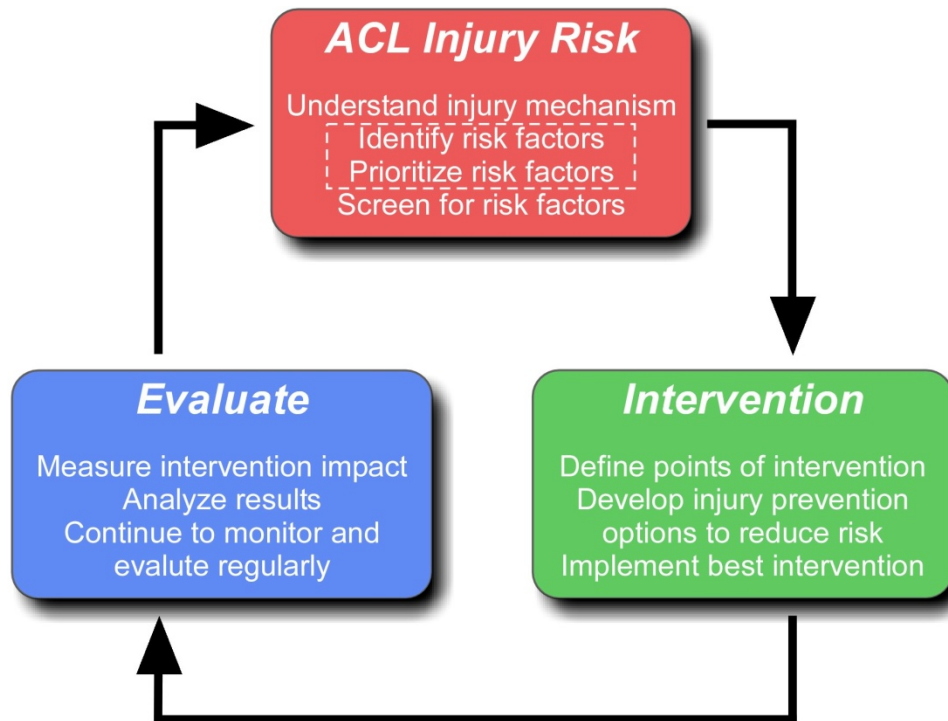 ACL Injury Risk
Understand injury mechanism
Identify risk factors
Prioritize risk factors
Screen for risk factors
Evaluate
Measure intervention impact
Analyze results
Continue to monitor and
evalute regularly
Intervention
Define points of intervention
Develop injury prevention
options to reduce risk
Implement best intervention